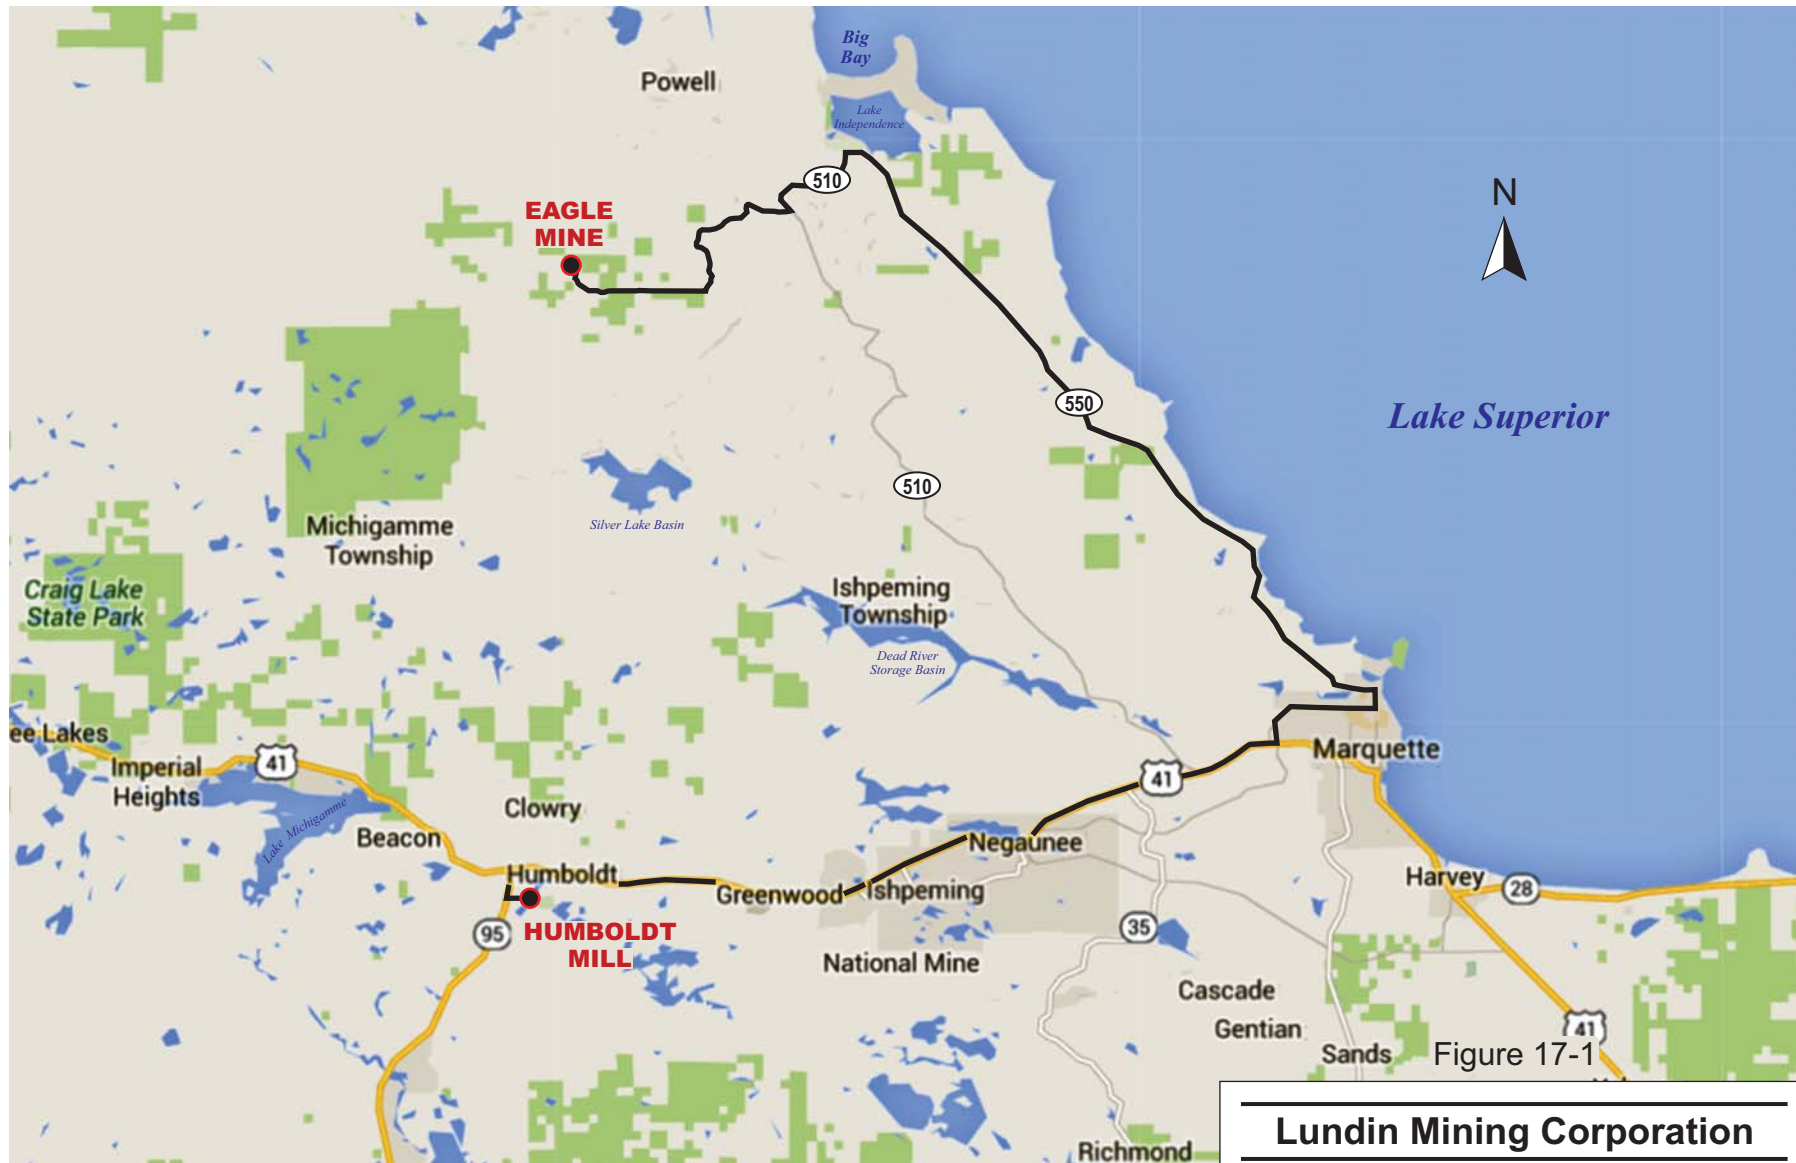 Big
Bay
Powell
Lake
Independence
N
510
EAGLE
MINE
550
Lake Superior
510
Silver Lake Basin
Michigamme
Township
Craig Lake
State Park
Ishpeming
Township
Dead River
Storage Basin
ee Lakes
Imperial
Heights
41
Lake Michigamme
Beacon
Clowry
41
Marquette
Negaunee
Humboldt
Greenwood
Ishpeming
Harvey
28
95
HUMBOLDT
MILL
35
National Mine
Cascade
Gentian
41
Sands
Figure 17-1
Lundin Mining Corporation
Richmond